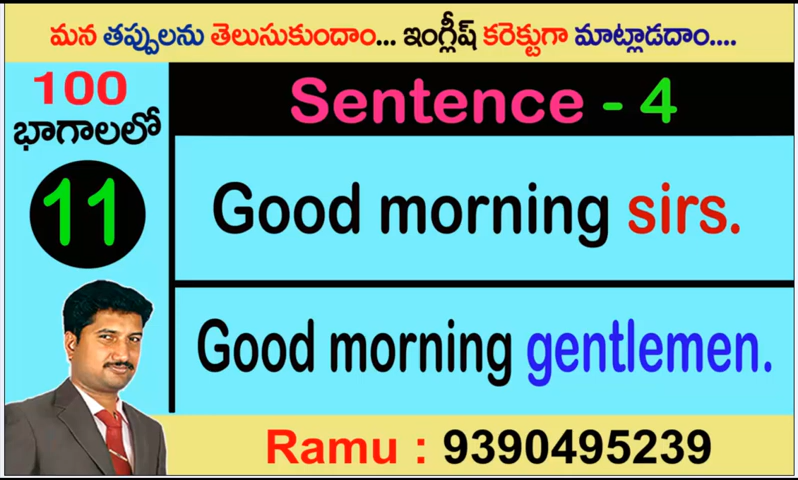 మన తప్పులను తెలుసుకుందాం... ఇంగ్లీష్ కరెక్టుగా మాట్లాడదాం....
100
భాగాలలో
11
Sentence - 4
Good morning sirs.
Good morning gentlemen.
Ramu : 9390495239